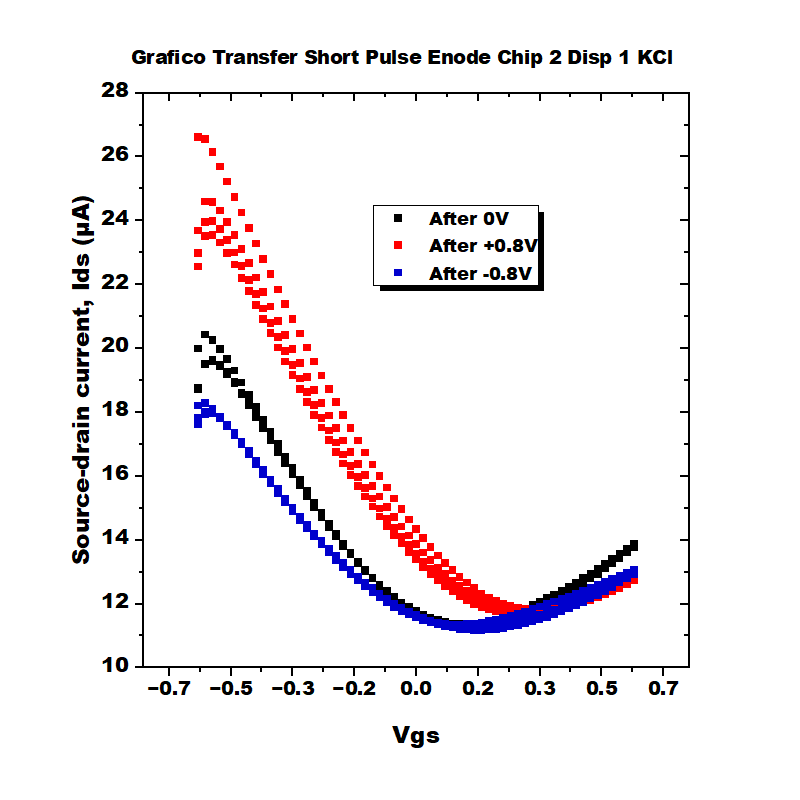 Grafico Transfer Short Pulse Enode Chip 2 Disp 1 KCl
28
26
24
22
20
18
16
14
12
10
Source-drain current, Ids (µA)
After 0V
After +0.8V
After -0.8V
−0.7 −0.5 −0.3 −0.2 0.0 0.2 0.3 0.5 0.7
Vgs